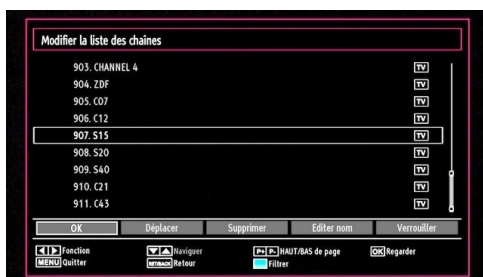 Modifier la liste des chaînes
903. CHANNEL 4 TV
904. ZDF TV
905. C07 TV
906. C12 TV
907. S15 TV
908. S20 TV
909. S40 TV
910. C21 TV
911. C43 TV
OK Déplacer Supprimer Editer nom Verrouiller
Fonction Naviguer P+ P- HAUT/BAS de page OK Regarder
MENU Quitter RET/BACK Retour Filtrer